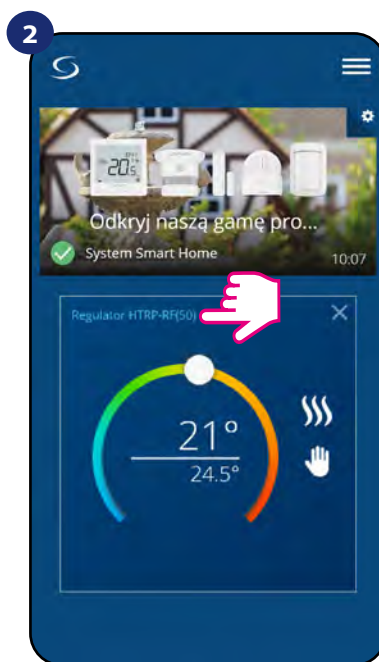 2
20.5
Odkryj naszą gamę pro...
System Smart Home
10:07
Regulator HTRP-RF(50)
21°
24.5°